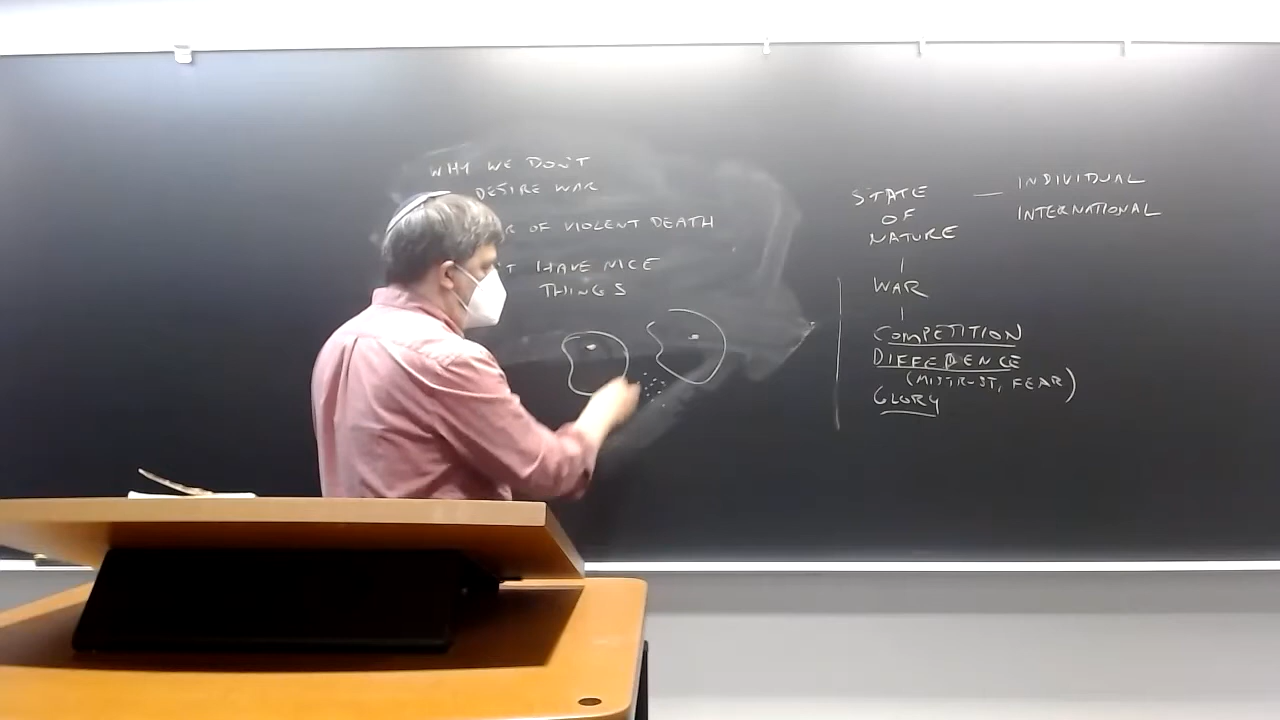 WHY WE DON'T
DESIRE WAR
OF VIOLENT DEATH
HAVE NICE
THINGS
STATE
OF
NATURE
— INDIVIDUAL
INTERNATIONAL
WAR
COMPETITION
DIFFERENCE
(MISTRUST, FEAR)
GLORY